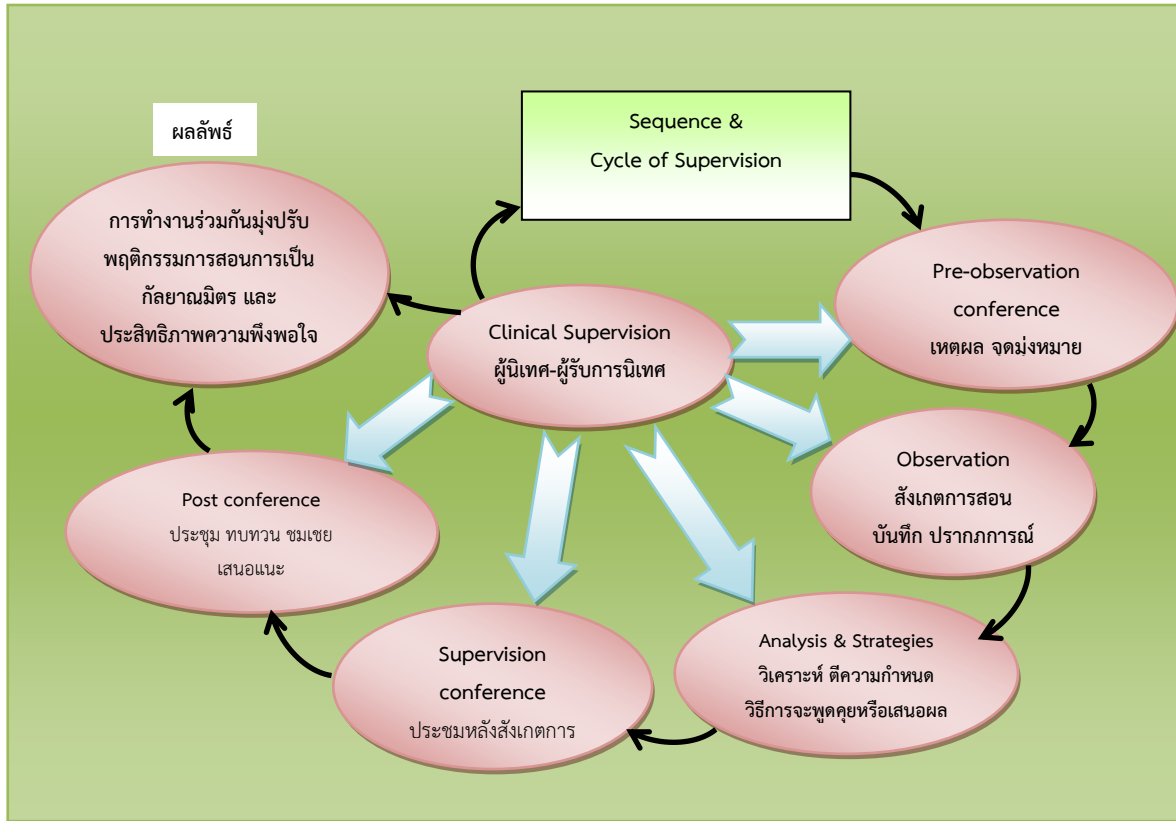 ผลลัพธ์
การทำงานร่วมกันมุ่งปรับ
พฤติกรรมการสอนการเป็น
กัลยาณมิตร และ
ประสิทธิภาพความพึงพอใจ
Sequence &
Cycle of Supervision
Clinical Supervision
ผู้นิเทศ-ผู้รับการนิเทศ
Pre-observation
conference
เหตผล จดมุ่งหมาย
Observation
สังเกตการสอน
บันทึก ปรากภการณ์
Analysis & Strategies
วิเคราะห์ ตีความกำหนด
วิธีการจะพูดคุยหรือเสนอผล
Supervision
conference
ประชมหลังสังเกตการ
Post conference
ประชุม ทบทวน ชมเชย
เสนอแนะ